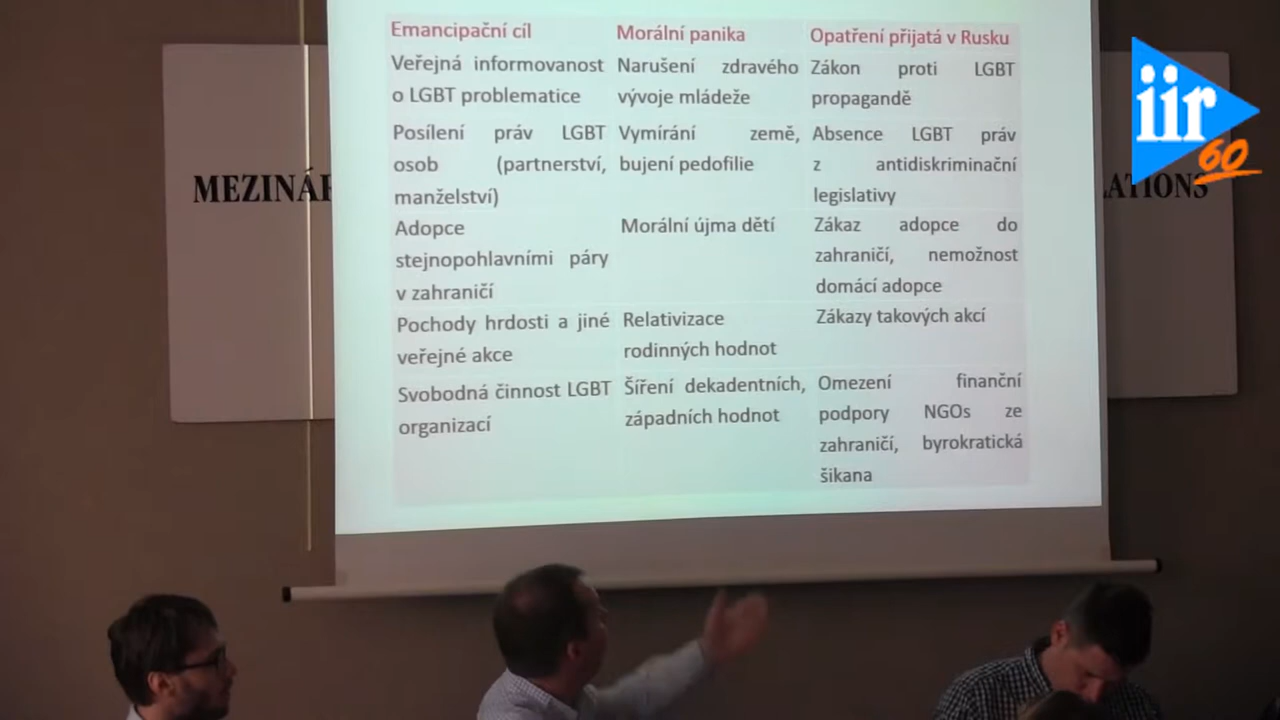 Emancipační cíl
Veřejná informovanost
o LGBT problematice
Posílení práv LGBT
osob (partnerství,
manželství)
Adopce
stejnopohlavními páry
v zahraničí
Pochody hrdosti a jiné
veřejné akce
Svobodná činnost LGBT
organizací
Morální panika
Narušení zdravého
vývoje mládeže
Vymírání země,
bujení pedofilie
Morální újma dětí
Relativizace
rodinných hodnot
Šíření dekadentních,
západních hodnot
Opatření přijatá v Rusku
Zákon proti LGBT
propagandě
Absence LGBT práv
z antidiskriminační
legislativy
Zákaz adopce do
zahraničí, nemožnost
domácí adopce
Zákazy takových akcí
Omezení finanční
podpory NGOs ze
zahraničí, byrokratická
šikana
MEZINÁR
LATIONS
iir
60